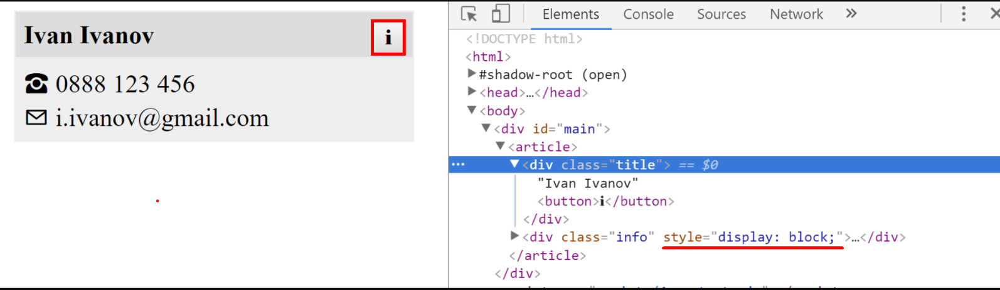 Ivan Ivanov ℹ
☎ 0888 123 456
✉ i.ivanov@gmail.com
Elements Console Sources Network »
<!DOCTYPE html>
<html>
▶#shadow-root (open)
▶<head>…</head>
▼<body>
▼<div id="main">
▼<article>
… ▼<div class="title"> == $0
"Ivan Ivanov"
<button>ℹ</button>
</div>
▶<div class="info" style="display: block;">…</div>
</article>
</div>